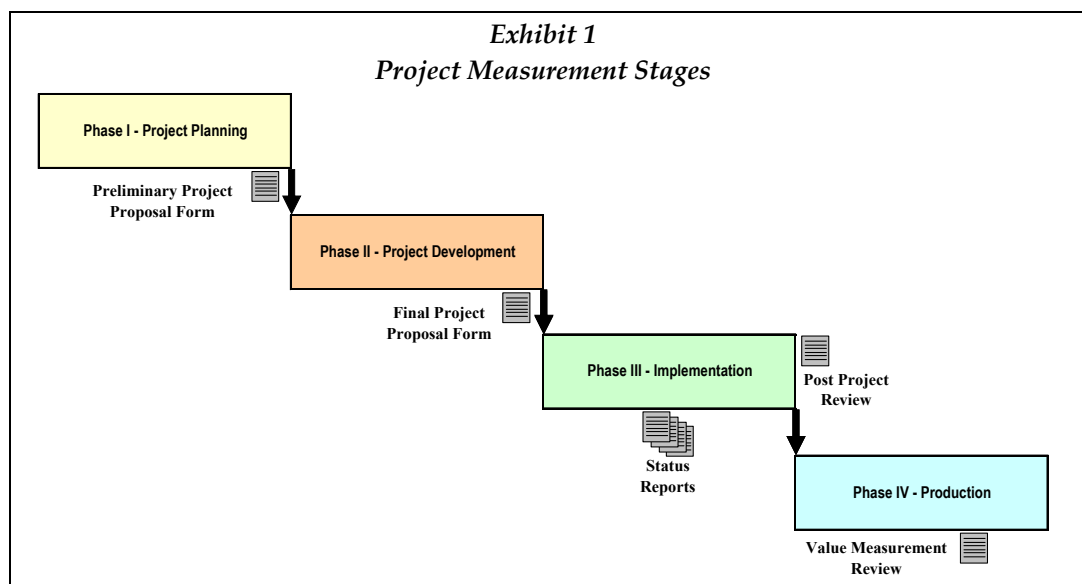 Exhibit 1
Project Measurement Stages
Phase I - Project Planning
Preliminary Project
Proposal Form
Phase II - Project Development
Final Project
Proposal Form
Phase III - Implementation
Post Project
Review
Status
Reports
Phase IV - Production
Value Measurement
Review